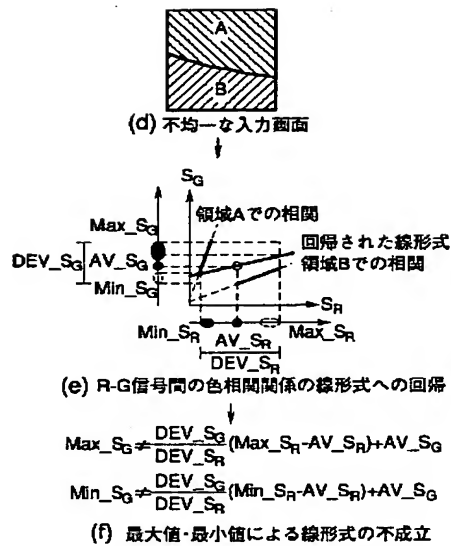 A
B
(d) 不均一な入力画面
S_G
領域Aでの相関
Max_S_G
回帰された線形式
DEV_S_G AV_S_G
領域Bでの相関
Min_S_G
S_R
Min_S_R Max_S_R
AV_S_R
DEV_S_R
(e) R-G信号間の色相関関係の線形式への回帰
Max_S_G≠DEV_S_G/DEV_S_R(Max_S_R-AV_S_R)+AV_S_G
Min_S_G≠DEV_S_G/DEV_S_R(Min_S_R-AV_S_R)+AV_S_G
(f) 最大値・最小値による線形式の不成立